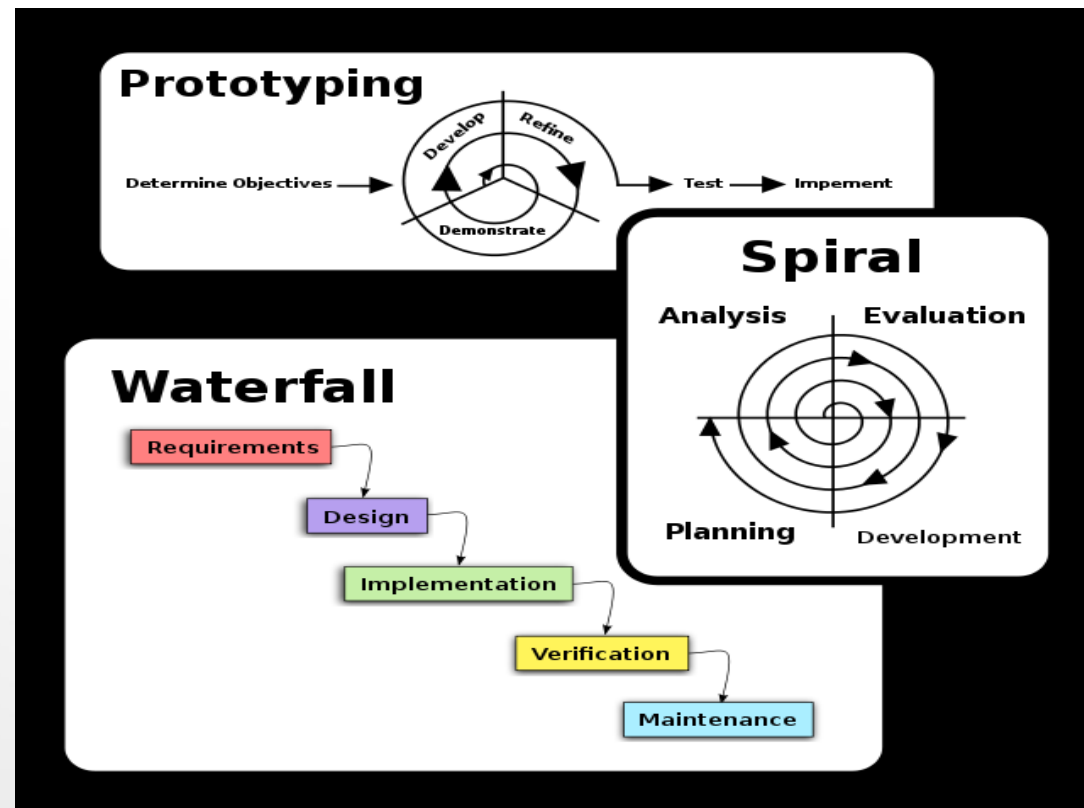 Prototyping
Develop
Refine
Determine Objectives
Test
Impement
Demonstrate
Spiral
Analysis
Evaluation
Planning
Development
Waterfall
Requirements
Design
Implementation
Verification
Maintenance